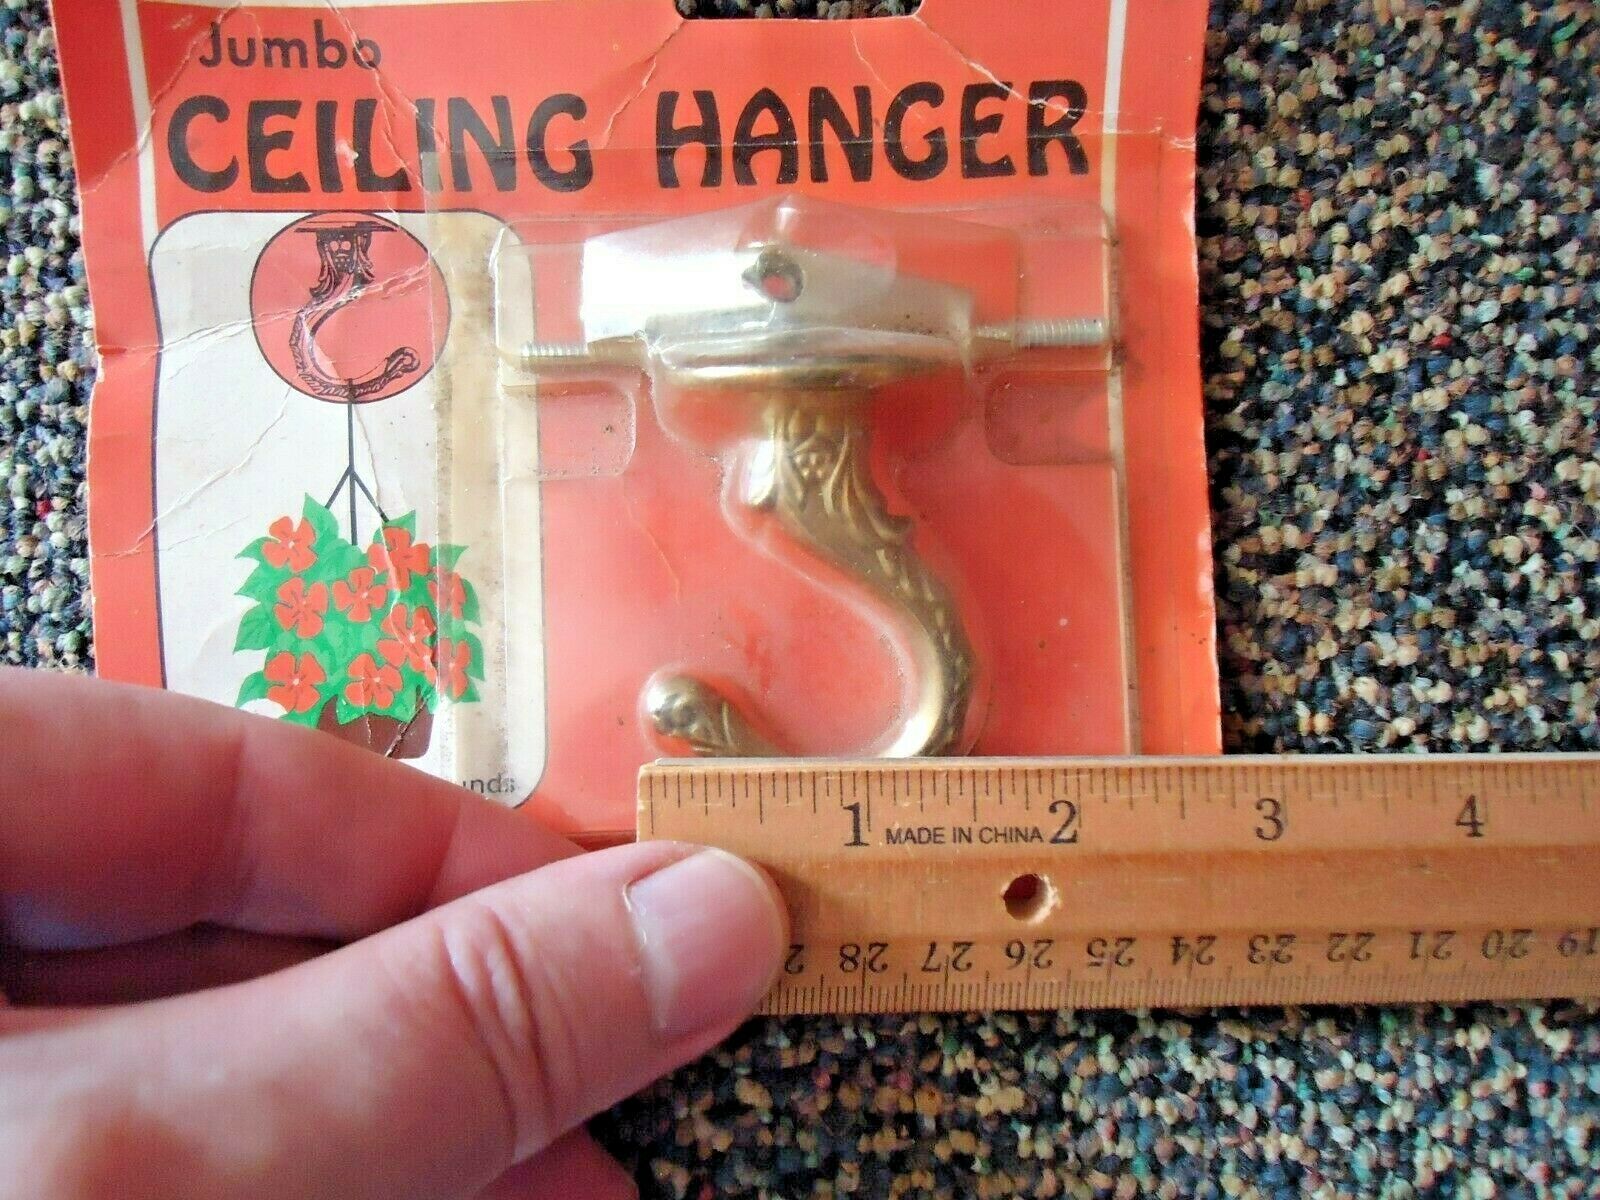 Jumbo
CEILING HANGER
1 MADE IN CHINA 2 3 4
28 27 26 25 24 23 22 21 20 19